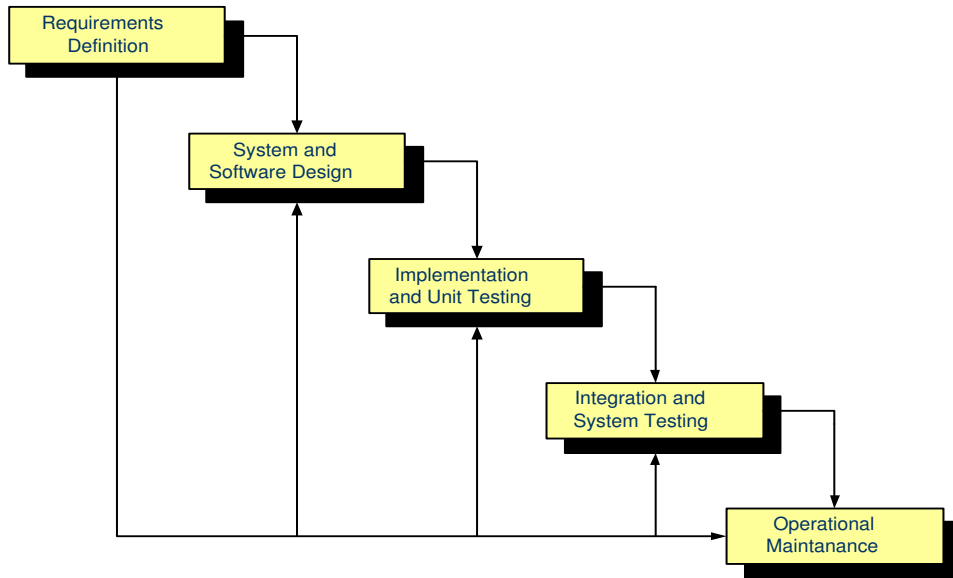 Requirements
Definition
System and
Software Design
Implementation
and Unit Testing
Integration and
System Testing
Operational
Maintanance